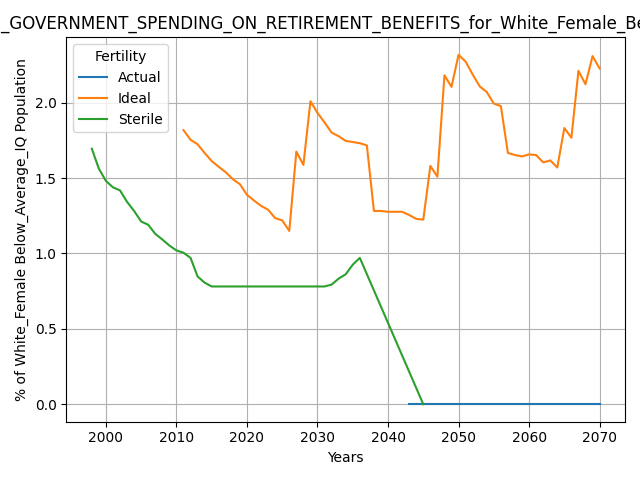 _GOVERNMENT_SPENDING_ON_RETIREMENT_BENEFITS_for_White_Female_Be
Fertility
Actual
Ideal
Sterile
% of White_Female Below_Average_IQ Population
2.0
1.5
1.0
0.5
0.0
2000 2010 2020 2030 2040 2050 2060 2070
Years